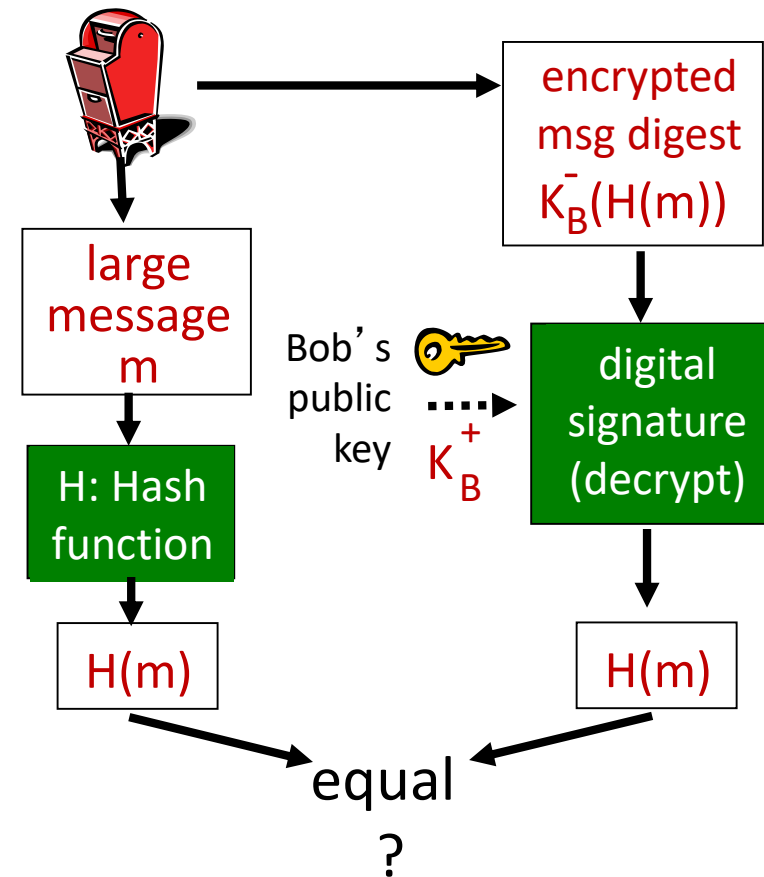 encrypted
msg digest
K_B^-(H(m))
large
message
m
Bob's
public
key
K_B^+
digital
signature
(decrypt)
H: Hash
function
H(m)
H(m)
equal
?